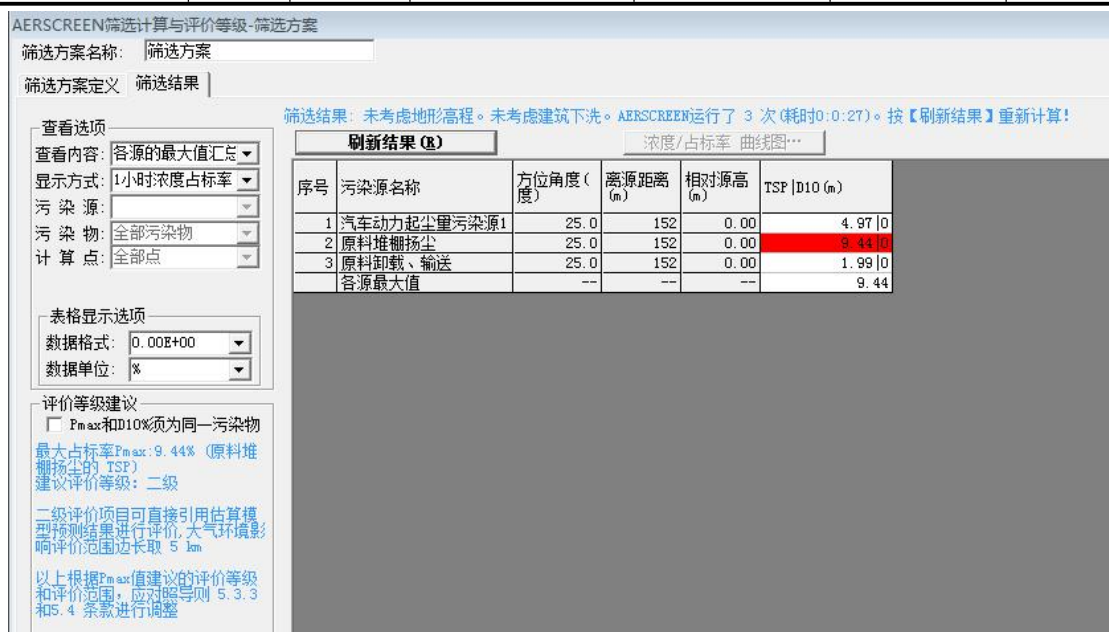 AERSCREEN筛选计算与评价等级-筛选方案
筛选方案名称: 筛选方案
筛选方案定义 筛选结果
筛选结果: 未考虑地形高程。未考虑建筑下洗。AERSCREEN运行了 3 次(耗时0:0:27)。按【刷新结果】重新计算!
查看选项
查看内容: 各源的最大值汇总
显示方式: 1小时浓度占标率
污 染 源:
污 染 物: 全部污染物
计 算 点: 全部点
刷新结果(R) 浓度/占标率 曲线图…
序号 污染源名称 方位角度(度) 离源距离(m) 相对源高(m) TSP|D10(m)
1 汽车动力起尘量污染源1 25.0 152 0.00 4.97|0
2 原料堆棚扬尘 25.0 152 0.00 9.44|0
3 原料卸载、输送 25.0 152 0.00 1.99|0
各源最大值 -- -- -- 9.44
表格显示选项
数据格式: 0.00E+00
数据单位: %
评价等级建议
Pmax和D10%须为同一污染物
最大占标率Pmax:9.44% (原料堆
棚扬尘的 TSP)
建议评价等级: 二级
二级评价项目可直接引用估算模
型预测结果进行评价,大气环境影
响评价范围边长取 5 km
以上根据Pmax值建议的评价等级
和评价范围,应对照导则 5.3.3
和5.4 条款进行调整